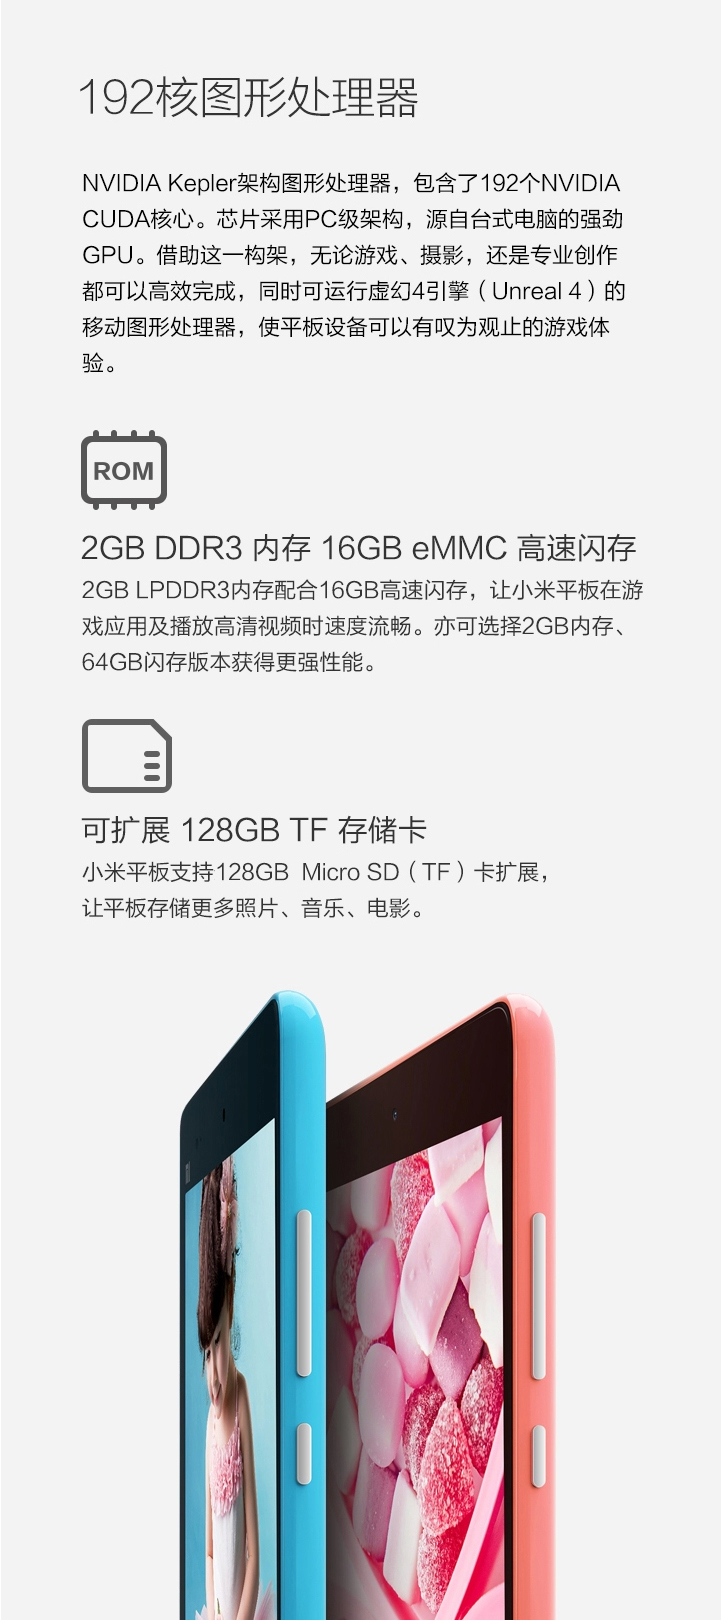 192核图形处理器
NVIDIA Kepler架构图形处理器，包含了192个NVIDIA
CUDA核心。芯片采用PC级架构，源自台式电脑的强劲
GPU。借助这一构架，无论游戏、摄影，还是专业创作
都可以高效完成，同时可运行虚幻4引擎（Unreal 4）的
移动图形处理器，使平板设备可以有叹为观止的游戏体
验。
ROM
2GB DDR3 内存 16GB eMMC 高速闪存
2GB LPDDR3内存配合16GB高速闪存，让小米平板在游
戏应用及播放高清视频时速度流畅。亦可选择2GB内存、
64GB闪存版本获得更强性能。
可扩展 128GB TF 存储卡
小米平板支持128GB Micro SD（TF）卡扩展，
让平板存储更多照片、音乐、电影。